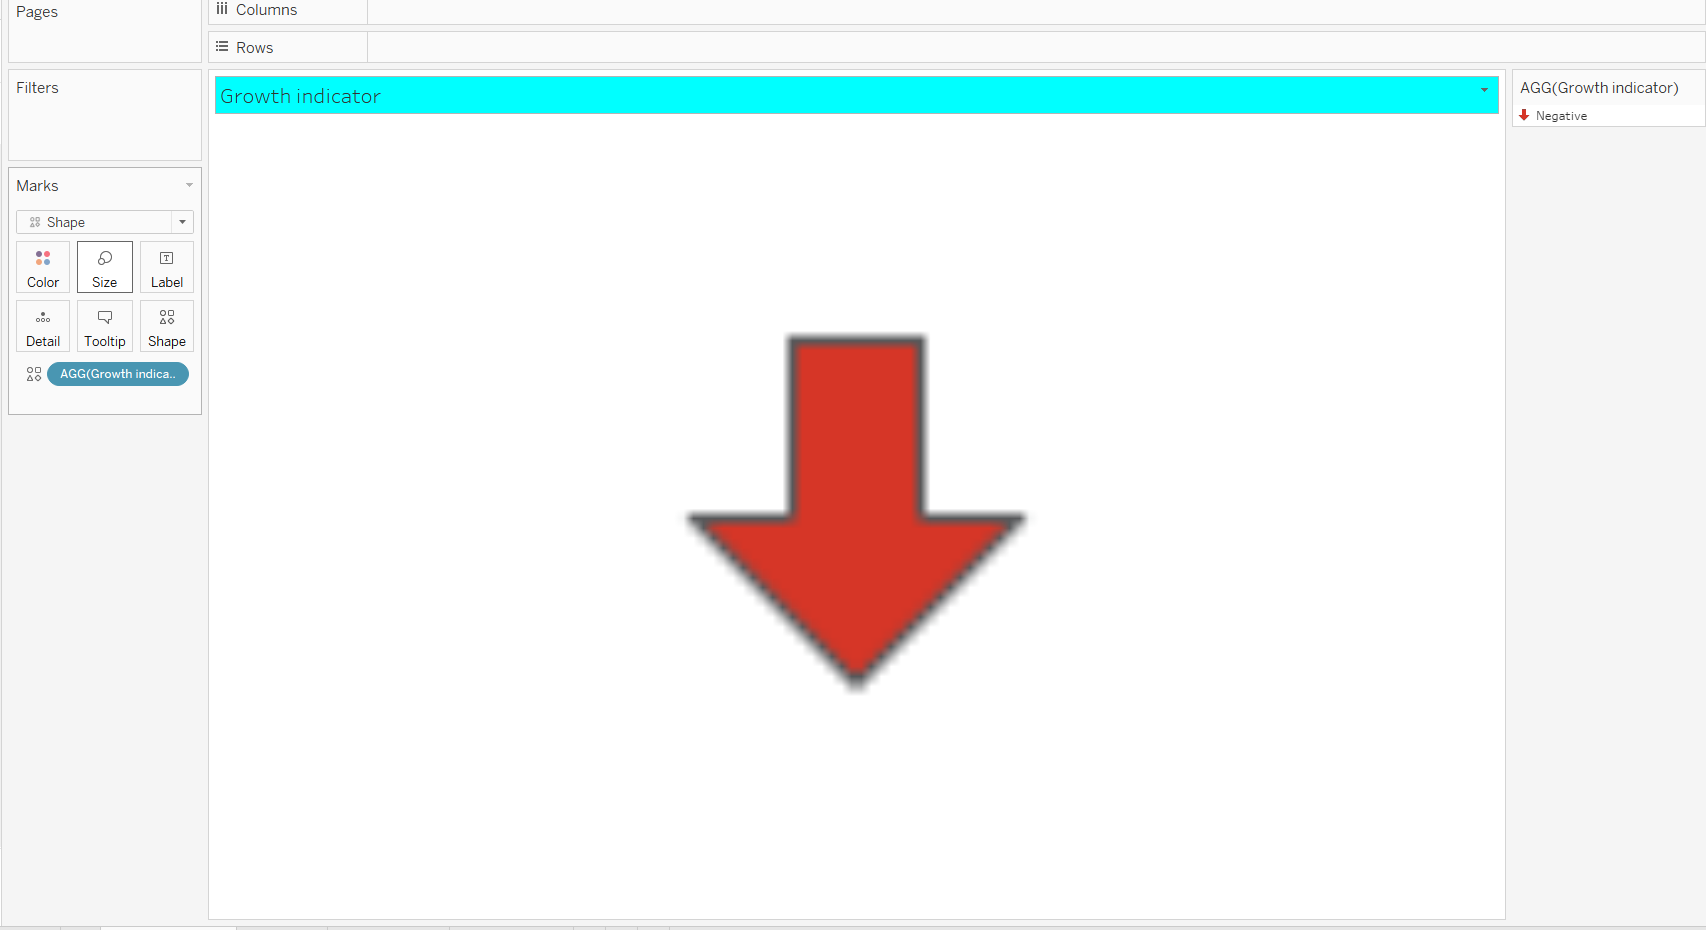 Pages
Columns
Rows
Filters
Growth indicator
AGG(Growth indicator)
Negative
Marks
Shape
Color
Size
Label
Detail
Tooltip
Shape
AGG(Growth indica..